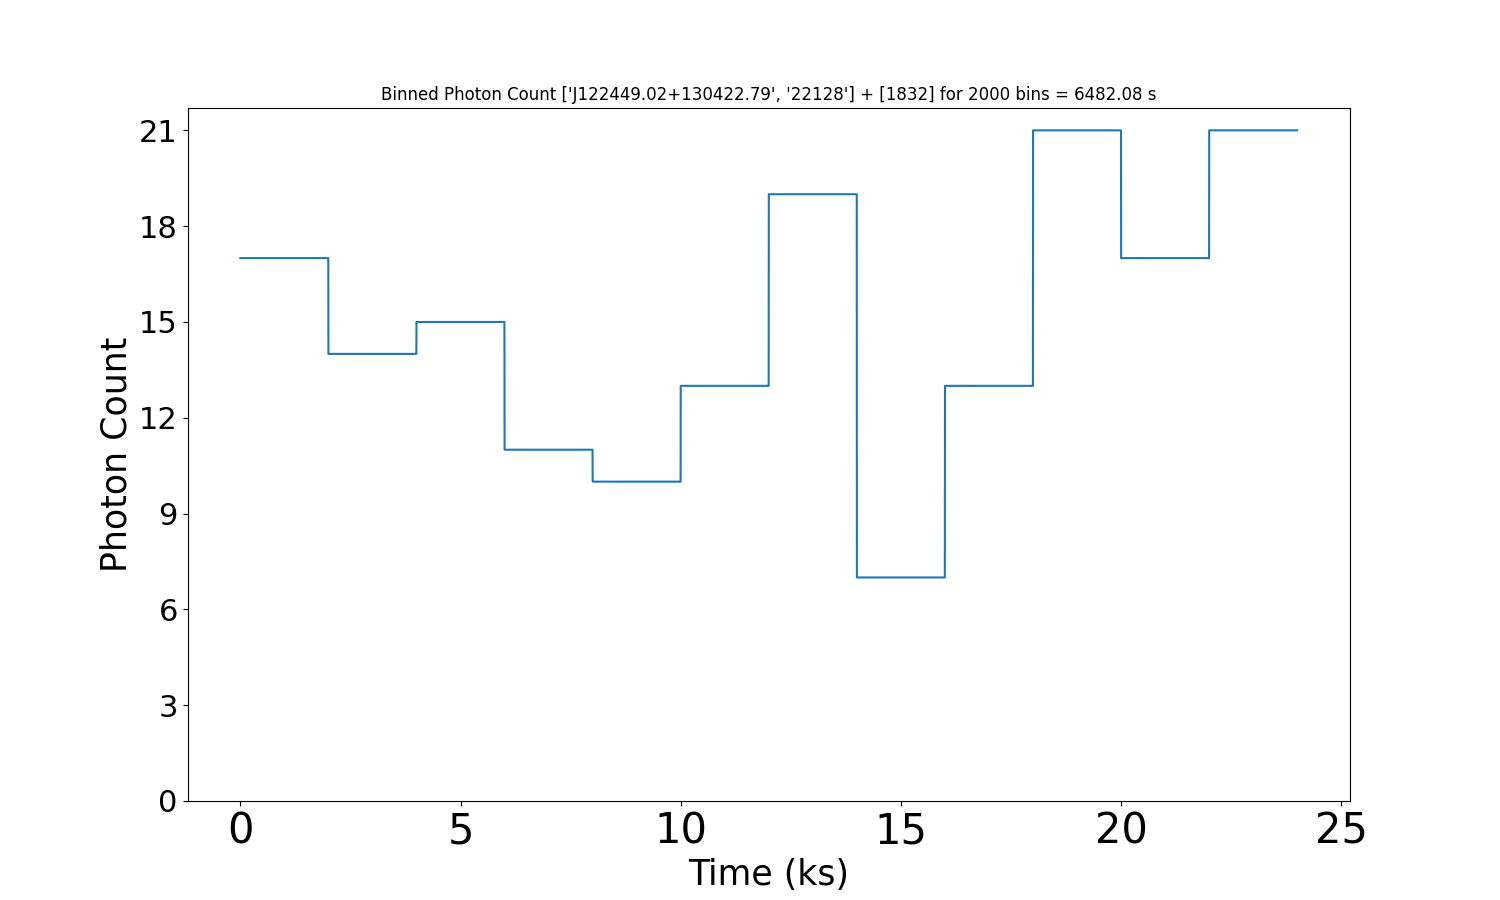 Binned Photon Count ['J122449.02+130422.79', '22128'] + [1832] for 2000 bins = 6482.08 s
21
18
15
12
9
6
3
0
Photon Count
0 5 10 15 20 25
Time (ks)